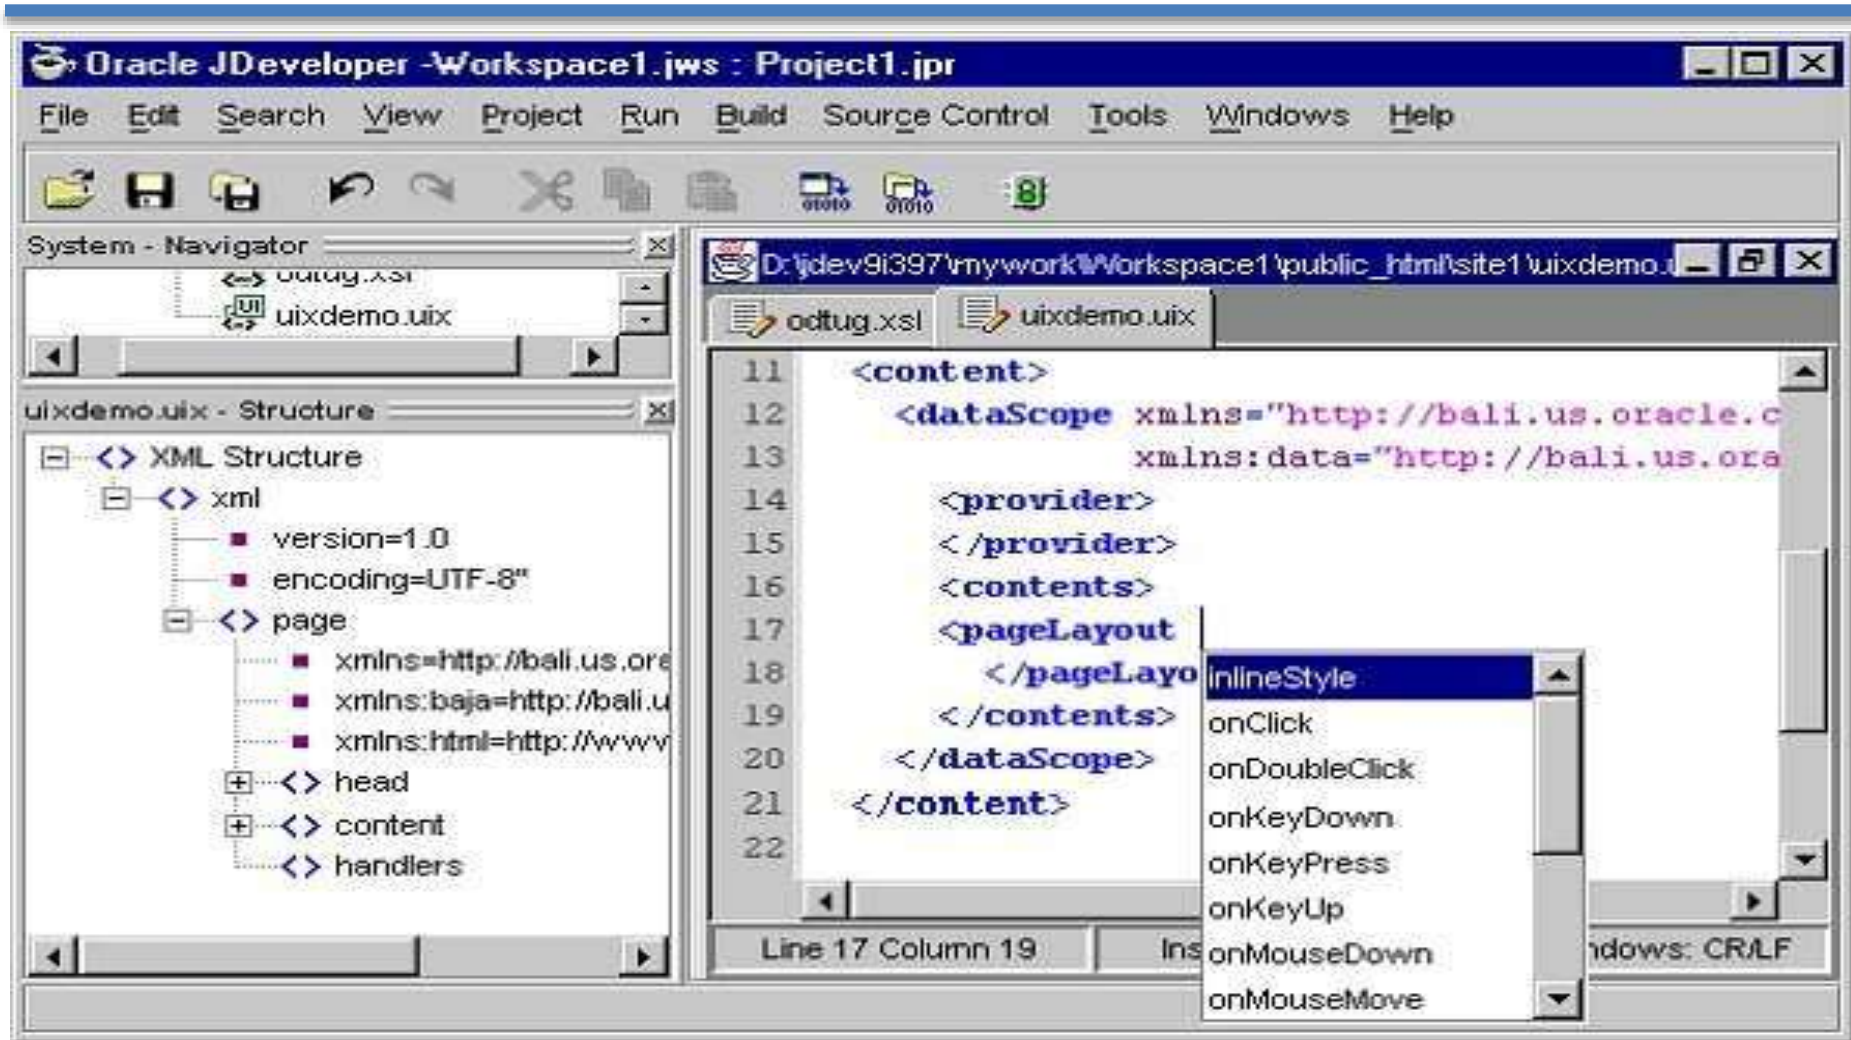 Oracle JDeveloper -Workspace1.jws : Project1.jpr
File Edit Search View Project Run Build Source Control Tools Windows Help
System - Navigator
odtug.xsl
uixdemo.uix
uixdemo.uix - Structure
XML Structure
xml
version=1.0
encoding=UTF-8"
page
xmlns=http://bali.us.ora
xmlns:baja=http://bali.u
xmlns:html=http://www
head
content
handlers
D:\jdev9i397\mywork\Workspace1\public_html\site1\uixdemo.u
odtug.xsl uixdemo.uix
11 <content>
12 <dataScope xmlns="http://bali.us.oracle.c
13 xmlns:data="http://bali.us.ora
14 <provider>
15 </provider>
16 <contents>
17 <pageLayout
18 </pageLayo
19 </contents>
20 </dataScope>
21 </content>
22
inlineStyle
onClick
onDoubleClick
onKeyDown
onKeyPress
onKeyUp
onMouseDown
onMouseMove
Line 17 Column 19 Ins ndows: CR/LF